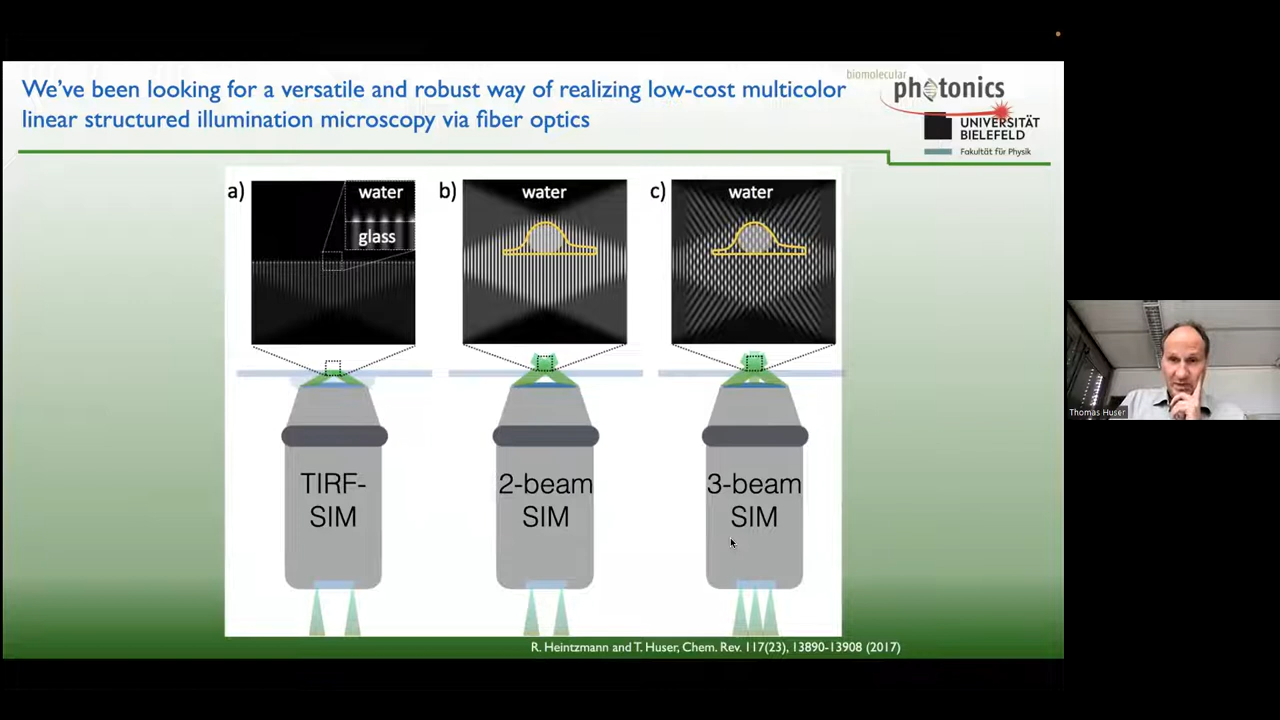 We've been looking for a versatile and robust way of realizing low-cost multicolor
linear structured illumination microscopy via fiber optics
biomolecular
photonics
UNIVERSITÄT
BIELEFELD
Fakultät für Physik
a)
water
glass
b)
water
c)
water
TIRF-
SIM
2-beam
SIM
3-beam
SIM
R. Heintzmann and T. Huser, Chem. Rev. 117(23), 13890-13908 (2017)
Thomas Huser